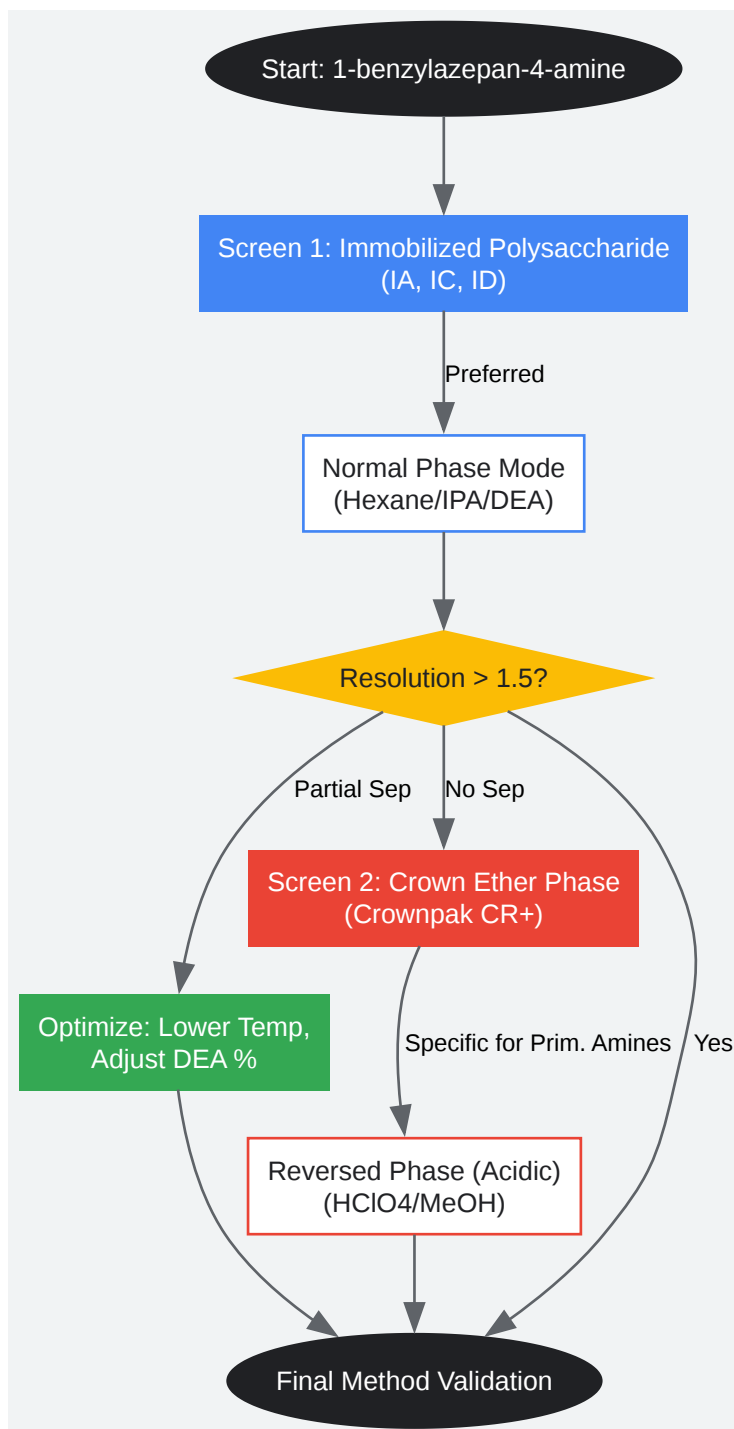 Start: 1-benzylazepan-4-amine
Screen 1: Immobilized Polysaccharide
(IA, IC, ID)
Preferred
Normal Phase Mode
(Hexane/IPA/DEA)
Resolution > 1.5?
Partial Sep
No Sep
Screen 2: Crown Ether Phase
(Crownpak CR+)
Optimize: Lower Temp,
Adjust DEA %
Specific for Prim. Amines
Yes
Reversed Phase (Acidic)
(HClO4/MeOH)
Final Method Validation